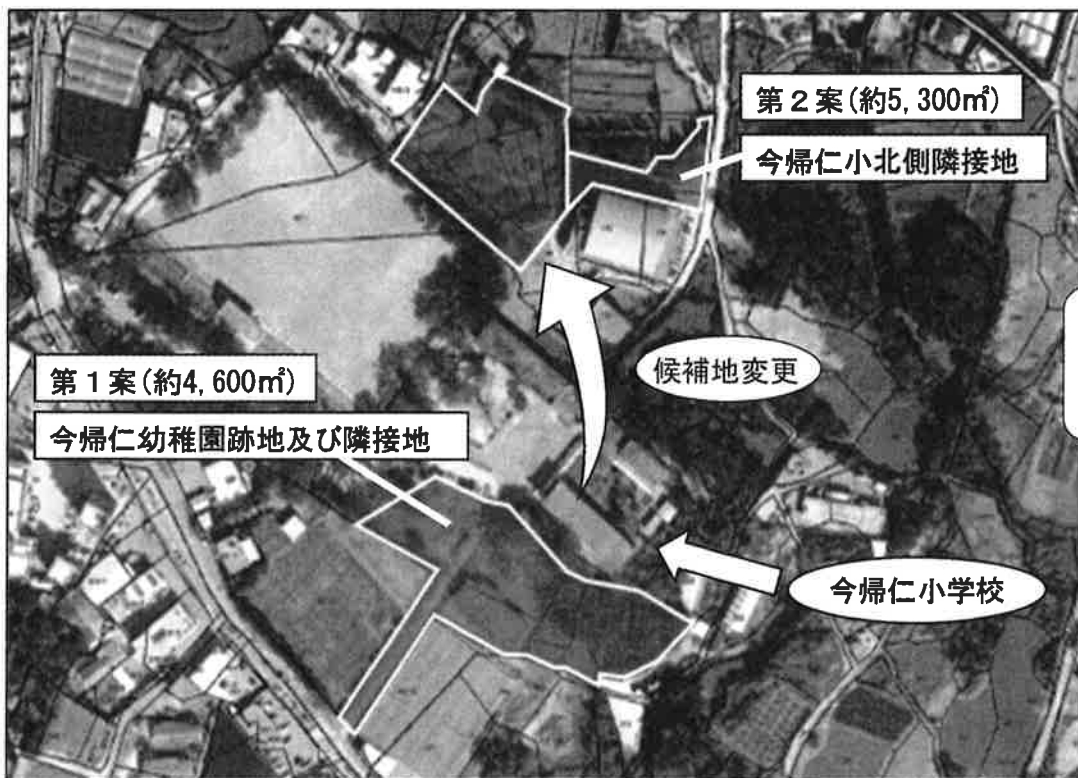 第２案(約5,300㎡)
今帰仁小北側隣接地
候補地変更
第１案(約4,600㎡)
今帰仁幼稚園跡地及び隣接地
今帰仁小学校